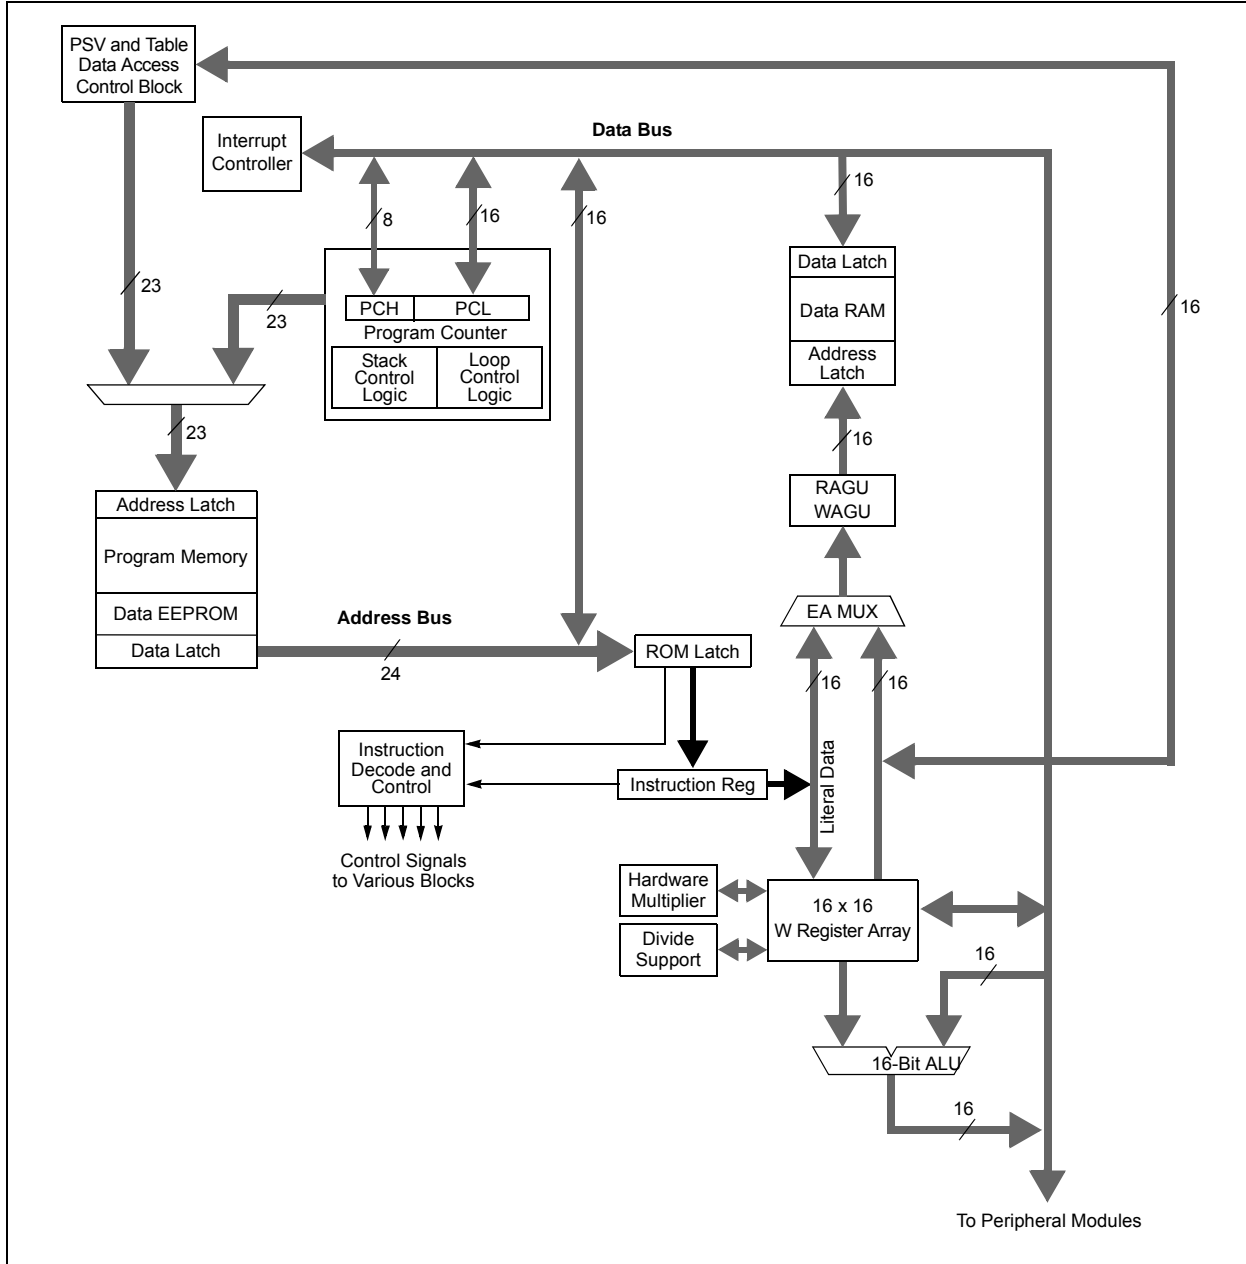 PSV and Table
Data Access
Control Block
Interrupt
Controller
Data Bus
8
16
16
16
Data Latch
Data RAM
Address
Latch
16
23
23
PCH
PCL
Program Counter
Stack
Control
Logic
Loop
Control
Logic
23
16
RAGU
WAGU
Address Latch
Program Memory
Data EEPROM
Data Latch
Address Bus
24
EA MUX
ROM Latch
16
16
Instruction
Decode and
Control
Instruction Reg
Literal Data
Control Signals
to Various Blocks
Hardware
Multiplier
16 x 16
W Register Array
Divide
Support
16
16-Bit ALU
16
To Peripheral Modules